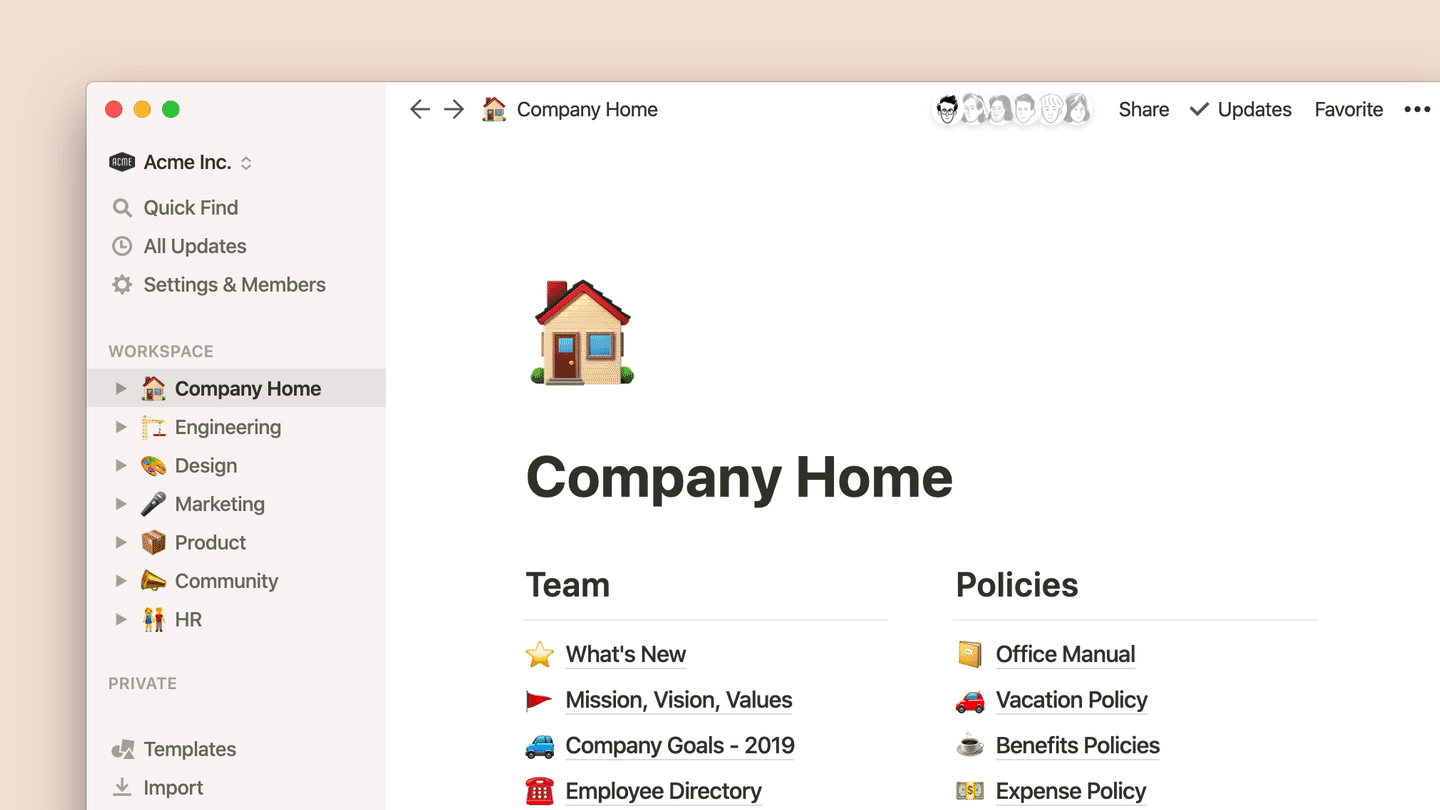 Company Home
Share
Updates
Favorite
ACME
Acme Inc.
Quick Find
All Updates
Settings & Members
WORKSPACE
Company Home
Engineering
Design
Marketing
Product
Community
HR
PRIVATE
Templates
Import
Company Home
Team
What's New
Mission, Vision, Values
Company Goals - 2019
Employee Directory
Policies
Office Manual
Vacation Policy
Benefits Policies
Expense Policy